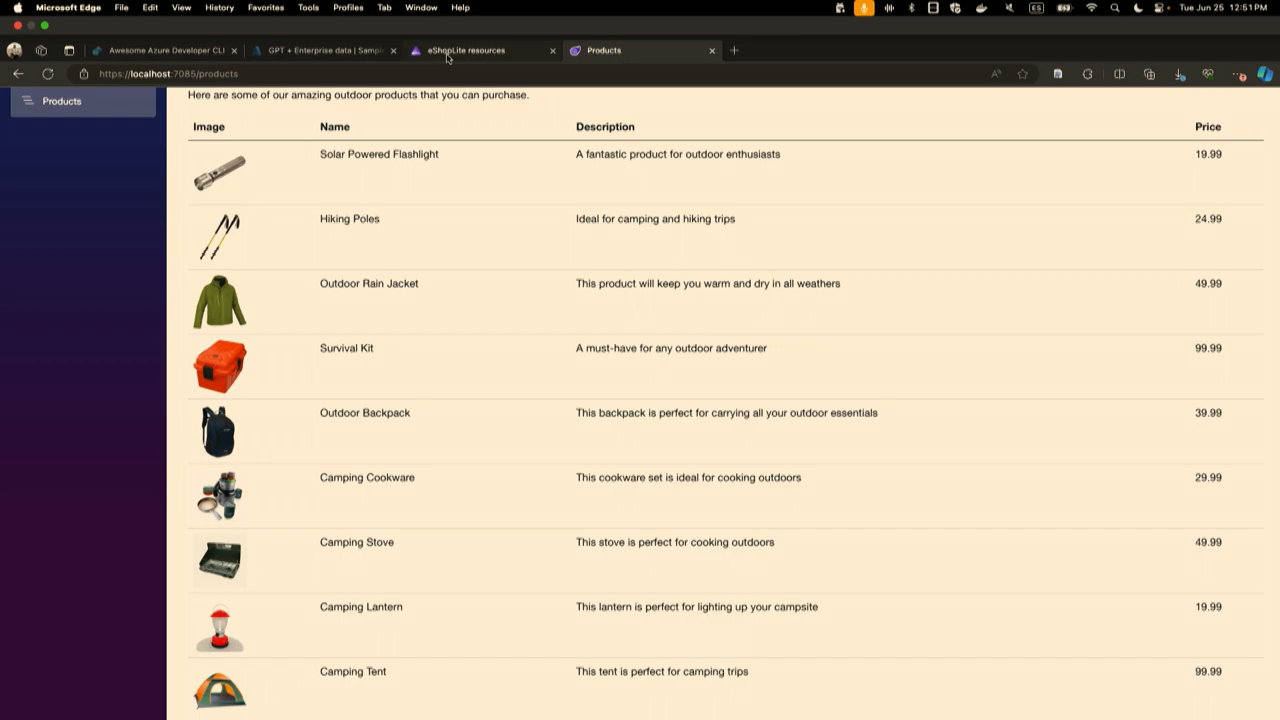 Microsoft Edge File Edit View History Favorites Tools Profiles Tab Window Help ES Tue Jun 25 12:51 PM
Awesome Azure Developer CLI GPT + Enterprise data | Sampl eShopLite resources Products
https://localhost:7085/products
Products
Here are some of our amazing outdoor products that you can purchase.
Image Name Description Price
Solar Powered Flashlight A fantastic product for outdoor enthusiasts 19.99
Hiking Poles Ideal for camping and hiking trips 24.99
Outdoor Rain Jacket This product will keep you warm and dry in all weathers 49.99
Survival Kit A must-have for any outdoor adventurer 99.99
Outdoor Backpack This backpack is perfect for carrying all your outdoor essentials 39.99
Camping Cookware This cookware set is ideal for cooking outdoors 29.99
Camping Stove This stove is perfect for cooking outdoors 49.99
Camping Lantern This lantern is perfect for lighting up your campsite 19.99
Camping Tent This tent is perfect for camping trips 99.99